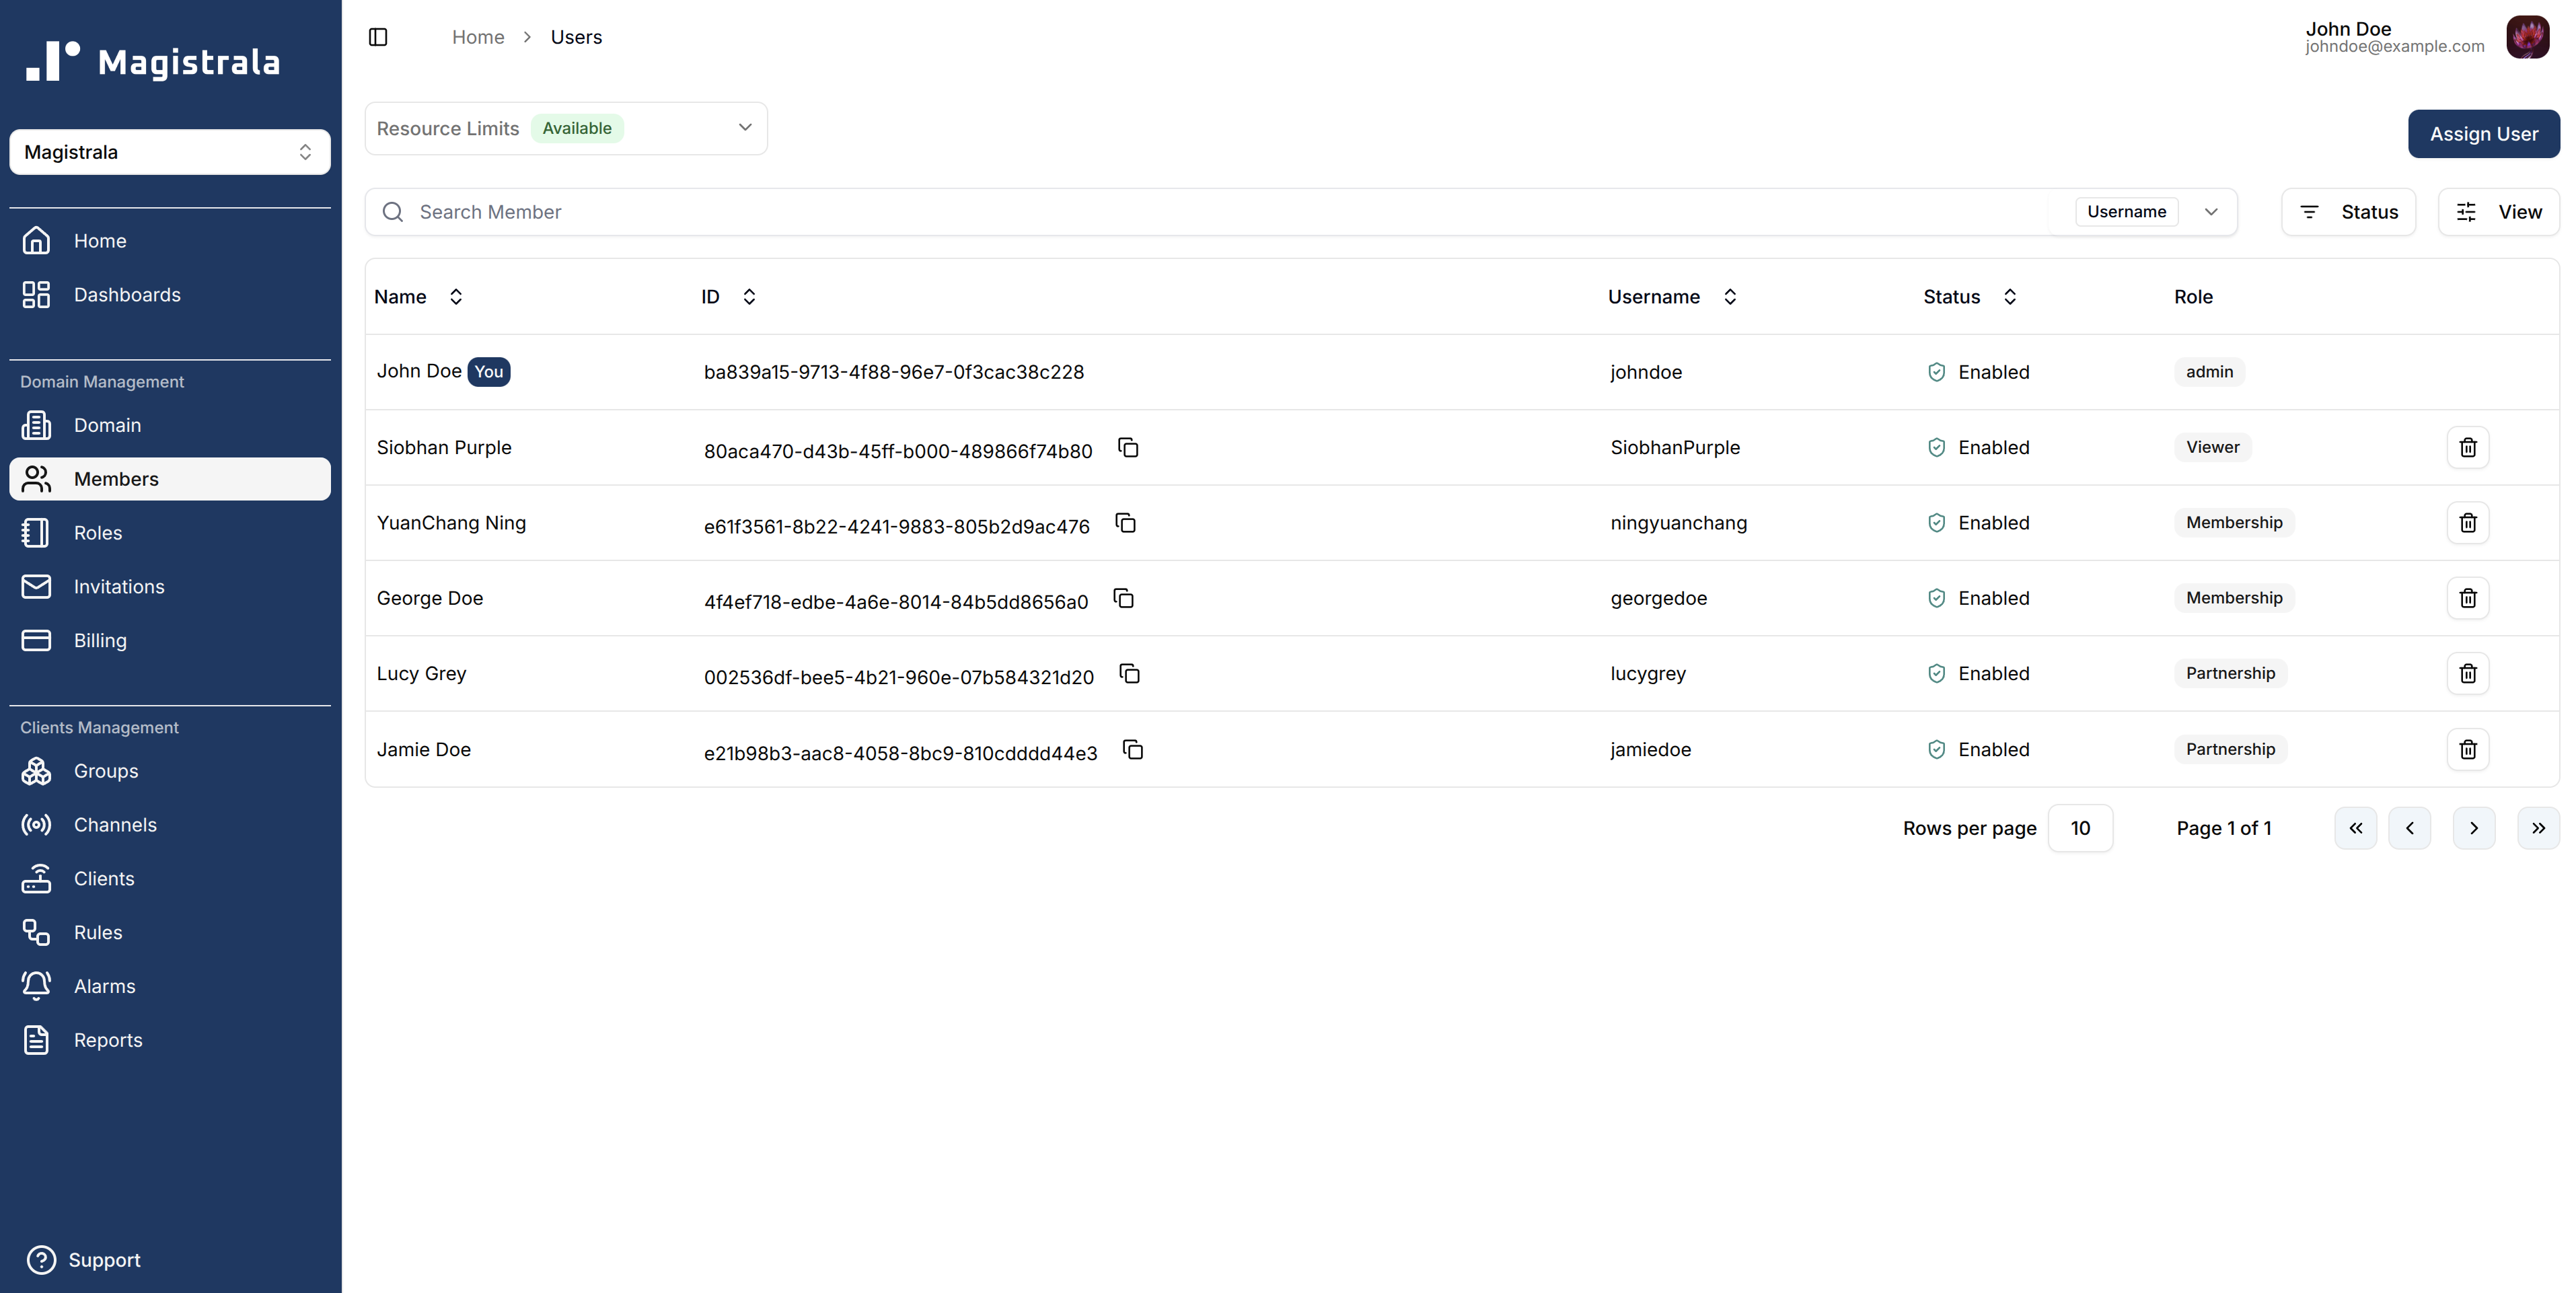 Magistrala
Magistrala
Home
Dashboards
Domain Management
Domain
Members
Roles
Invitations
Billing
Clients Management
Groups
Channels
Clients
Rules
Alarms
Reports
Support
Home > Users
John Doe
johndoe@example.com
Resource Limits Available
Assign User
Search Member Username Status View
Name ID Username Status Role
John Doe You ba839a15-9713-4f88-96e7-0f3cac38c228 johndoe Enabled admin
Siobhan Purple 80aca470-d43b-45ff-b000-489866f74b80 SiobhanPurple Enabled Viewer
YuanChang Ning e61f3561-8b22-4241-9883-805b2d9ac476 ningyuanchang Enabled Membership
George Doe 4f4ef718-edbe-4a6e-8014-84b5dd8656a0 georgedoe Enabled Membership
Lucy Grey 002536df-bee5-4b21-960e-07b584321d20 lucygrey Enabled Partnership
Jamie Doe e21b98b3-aac8-4058-8bc9-810cdddd44e3 jamiedoe Enabled Partnership
Rows per page 10 Page 1 of 1